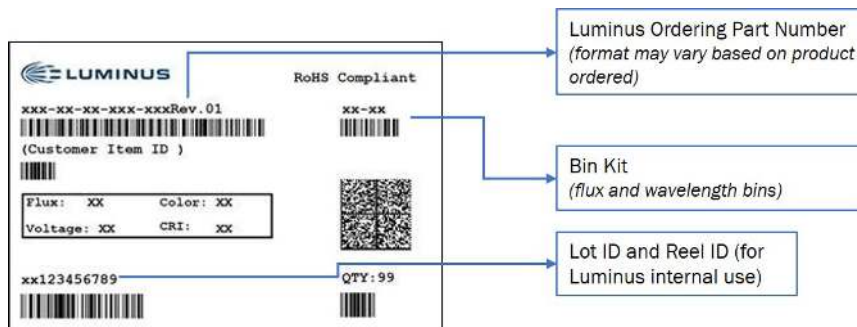 LUMINUS
RoHS Compliant
xxx-xx-xx-xxx-xxxRev.01
xx-xx
(Customer Item ID )
Flux: XX Color: XX
Voltage: XX CRI: XX
xx123456789
QTY:99
Luminus Ordering Part Number
(format may vary based on product
ordered)
Bin Kit
(flux and wavelength bins)
Lot ID and Reel ID (for
Luminus internal use)